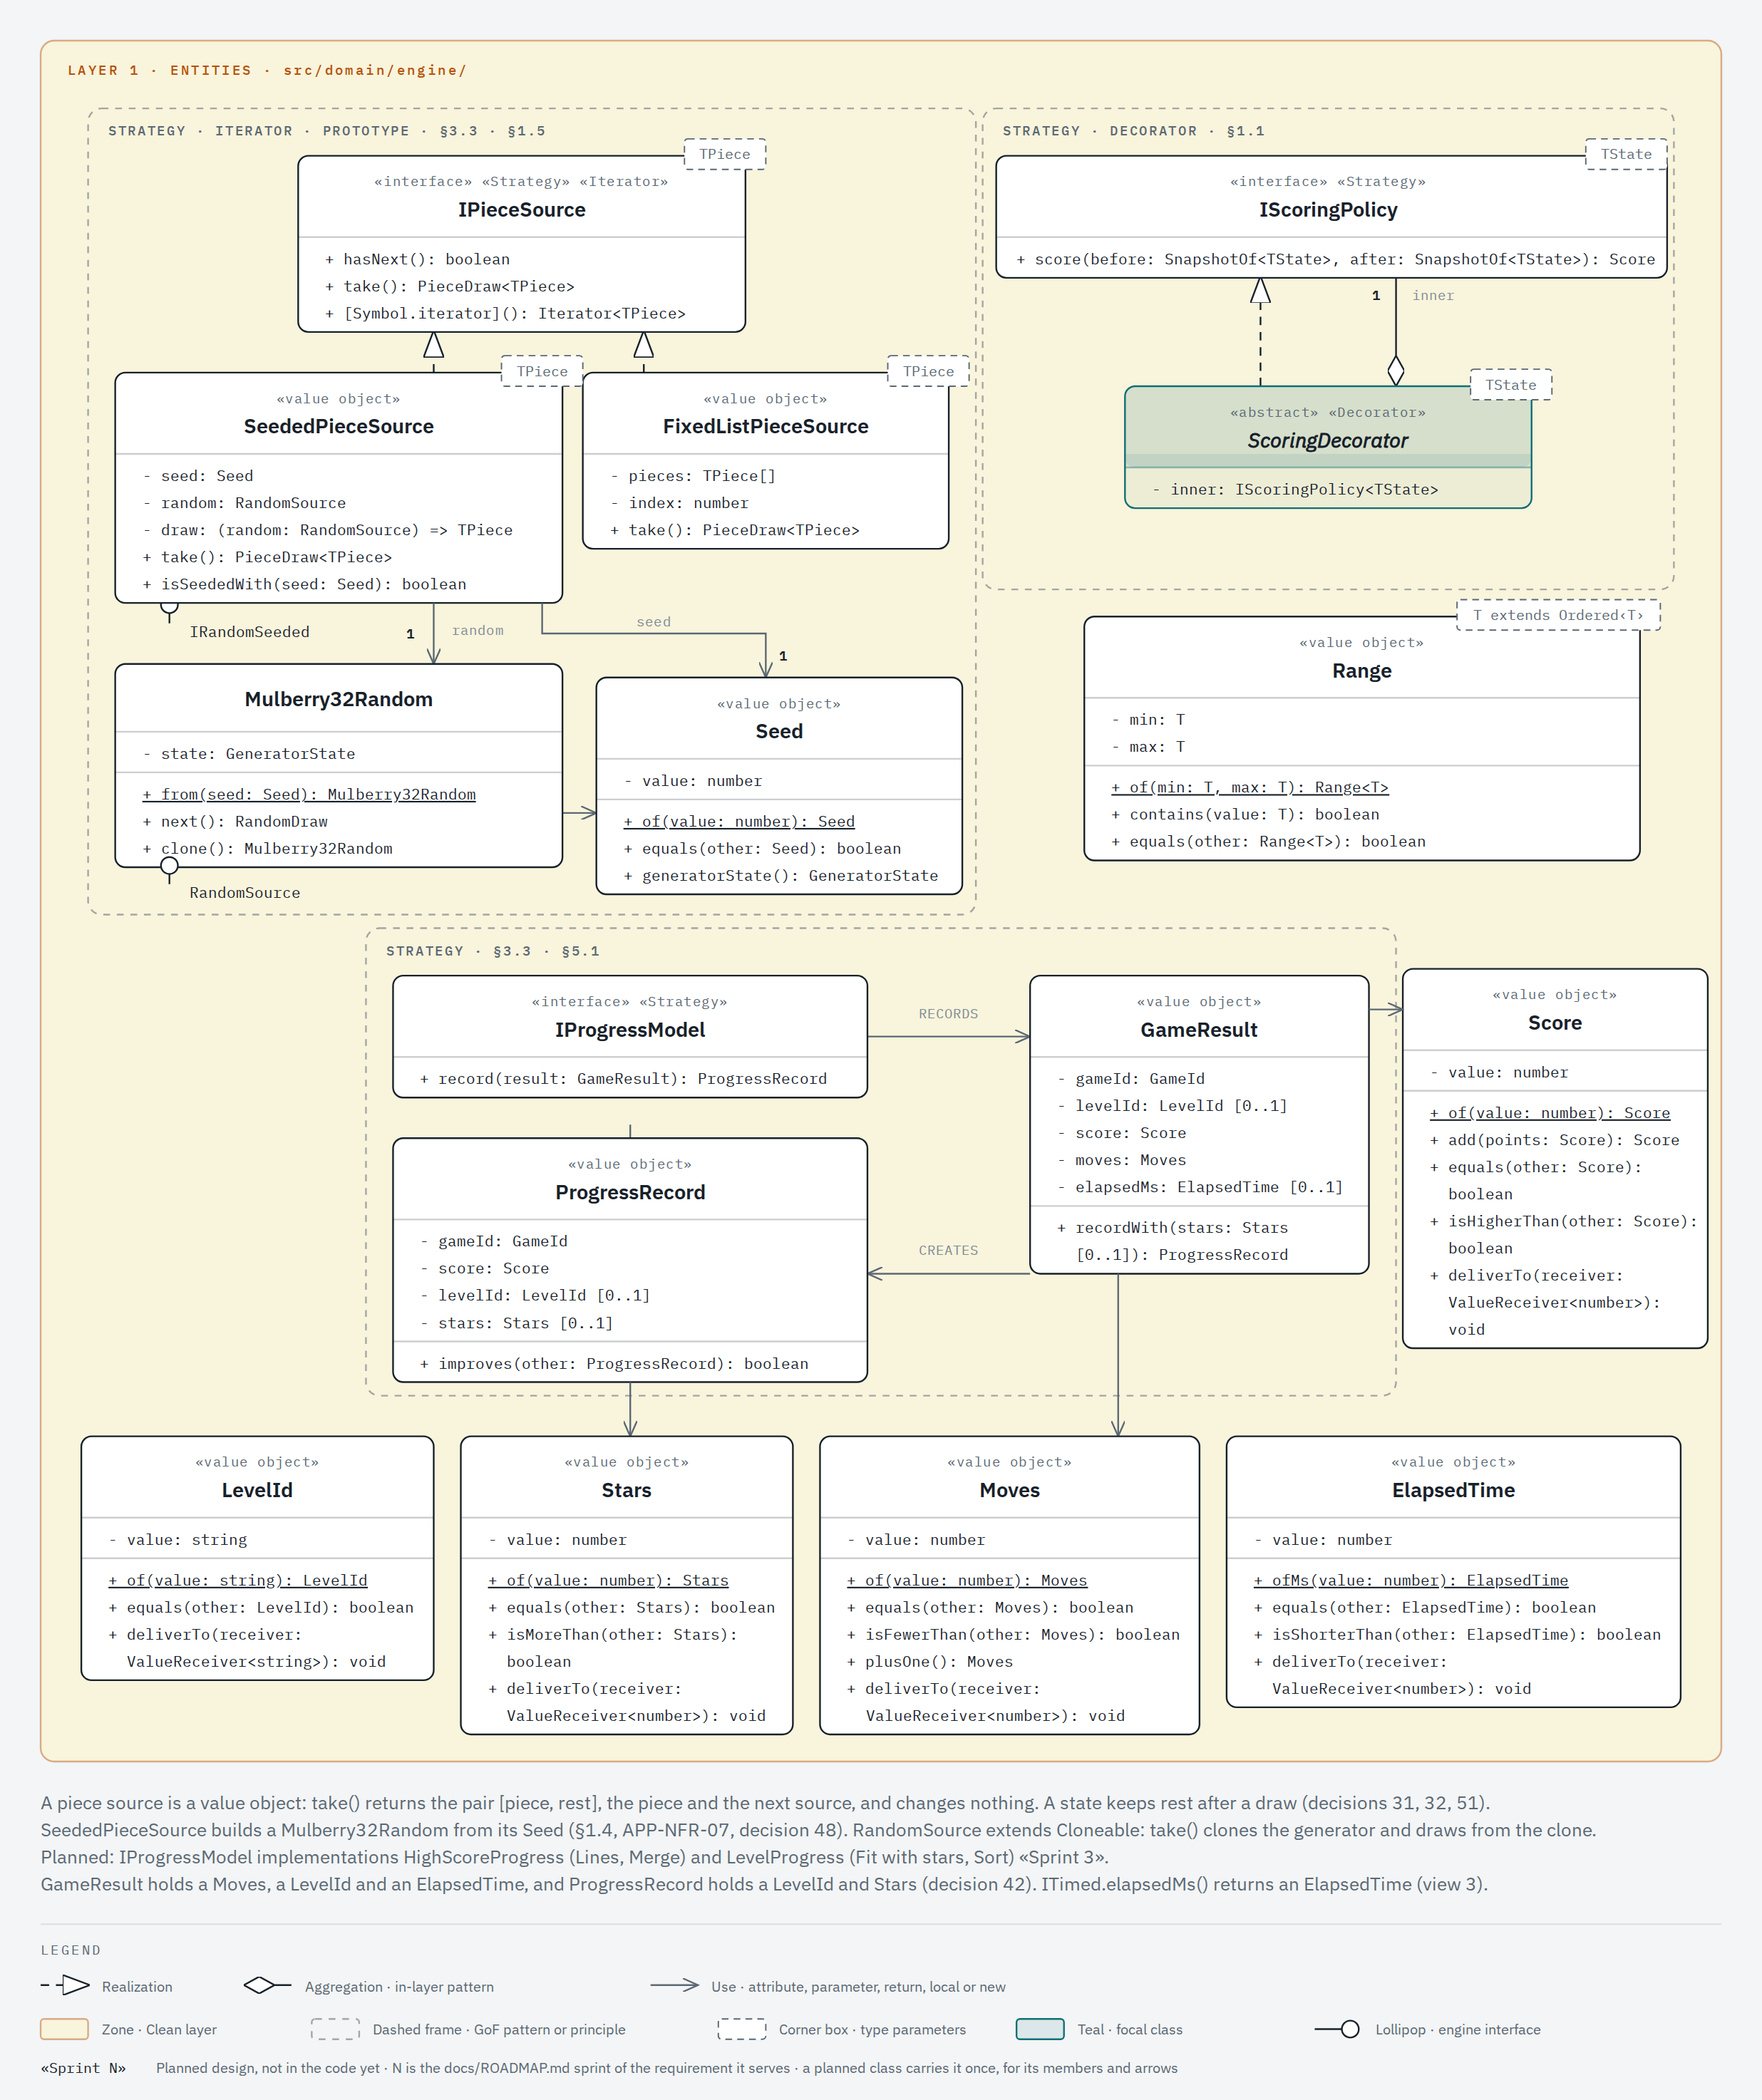 LAYER 1 · ENTITIES · src/domain/engine/
STRATEGY · ITERATOR · PROTOTYPE · §3.3 · §1.5
TPiece
«interface» «Strategy» «Iterator»
IPieceSource
+ hasNext(): boolean
+ take(): PieceDraw<TPiece>
+ [Symbol.iterator](): Iterator<TPiece>
STRATEGY · DECORATOR · §1.1
TState
«interface» «Strategy»
IScoringPolicy
+ score(before: SnapshotOf<TState>, after: SnapshotOf<TState>): Score
1
inner
TPiece
«value object»
SeededPieceSource
- seed: Seed
- random: RandomSource
- draw: (random: RandomSource) => TPiece
+ take(): PieceDraw<TPiece>
+ isSeededWith(seed: Seed): boolean
TPiece
«value object»
FixedListPieceSource
- pieces: TPiece[]
- index: number
+ take(): PieceDraw<TPiece>
TState
«abstract» «Decorator»
ScoringDecorator
- inner: IScoringPolicy<TState>
IRandomSeeded
1
random
seed
1
T extends Ordered‹T›
«value object»
Range
- min: T
- max: T
+ of(min: T, max: T): Range<T>
+ contains(value: T): boolean
+ equals(other: Range<T>): boolean
Mulberry32Random
- state: GeneratorState
+ from(seed: Seed): Mulberry32Random
+ next(): RandomDraw
+ clone(): Mulberry32Random
RandomSource
«value object»
Seed
- value: number
+ of(value: number): Seed
+ equals(other: Seed): boolean
+ generatorState(): GeneratorState
STRATEGY · §3.3 · §5.1
«interface» «Strategy»
IProgressModel
+ record(result: GameResult): ProgressRecord
RECORDS
«value object»
GameResult
- gameId: GameId
- levelId: LevelId [0..1]
- score: Score
- moves: Moves
- elapsedMs: ElapsedTime [0..1]
+ recordWith(stars: Stars
[0..1]): ProgressRecord
«value object»
Score
- value: number
+ of(value: number): Score
+ add(points: Score): Score
+ equals(other: Score):
boolean
+ isHigherThan(other: Score):
boolean
+ deliverTo(receiver:
ValueReceiver<number>):
void
«value object»
ProgressRecord
- gameId: GameId
- score: Score
- levelId: LevelId [0..1]
- stars: Stars [0..1]
+ improves(other: ProgressRecord): boolean
CREATES
«value object»
LevelId
- value: string
+ of(value: string): LevelId
+ equals(other: LevelId): boolean
+ deliverTo(receiver:
ValueReceiver<string>): void
«value object»
Stars
- value: number
+ of(value: number): Stars
+ equals(other: Stars): boolean
+ isMoreThan(other: Stars):
boolean
+ deliverTo(receiver:
ValueReceiver<number>): void
«value object»
Moves
- value: number
+ of(value: number): Moves
+ equals(other: Moves): boolean
+ isFewerThan(other: Moves): boolean
+ plusOne(): Moves
+ deliverTo(receiver:
ValueReceiver<number>): void
«value object»
ElapsedTime
- value: number
+ ofMs(value: number): ElapsedTime
+ equals(other: ElapsedTime): boolean
+ isShorterThan(other: ElapsedTime): boolean
+ deliverTo(receiver:
ValueReceiver<number>): void
A piece source is a value object: take() returns the pair [piece, rest], the piece and the next source, and changes nothing. A state keeps rest after a draw (decisions 31, 32, 51).
SeededPieceSource builds a Mulberry32Random from its Seed (§1.4, APP-NFR-07, decision 48). RandomSource extends Cloneable: take() clones the generator and draws from the clone.
Planned: IProgressModel implementations HighScoreProgress (Lines, Merge) and LevelProgress (Fit with stars, Sort) «Sprint 3».
GameResult holds a Moves, a LevelId and an ElapsedTime, and ProgressRecord holds a LevelId and Stars (decision 42). ITimed.elapsedMs() returns an ElapsedTime (view 3).
LEGEND
Realization
Aggregation · in-layer pattern
Use · attribute, parameter, return, local or new
Zone · Clean layer
Dashed frame · GoF pattern or principle
Corner box · type parameters
Teal · focal class
Lollipop · engine interface
«Sprint N» Planned design, not in the code yet · N is the docs/ROADMAP.md sprint of the requirement it serves · a planned class carries it once, for its members and arrows